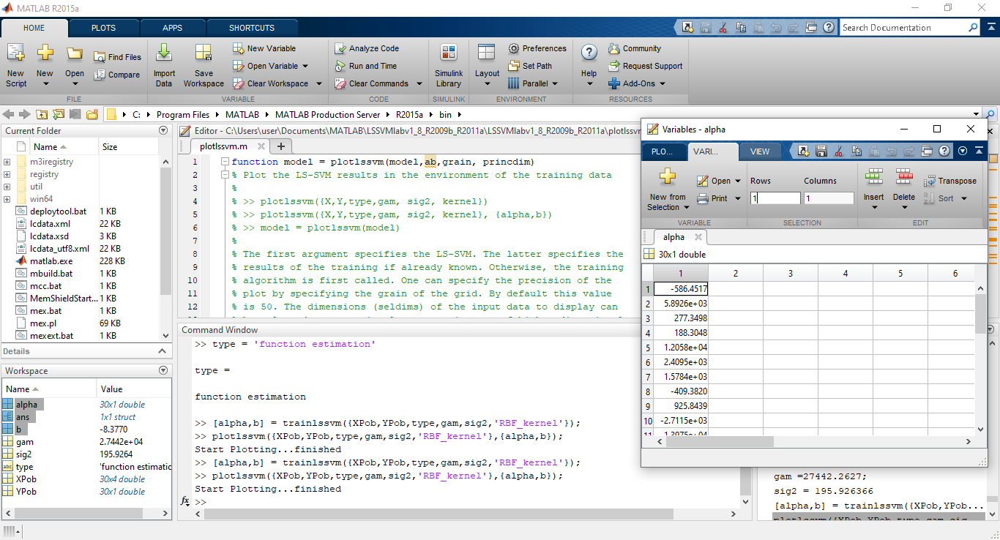 MATLAB R2015a
HOME PLOTS APPS SHORTCUTS Search Documentation
New Script New Open Find Files Compare Import Data Save Workspace New Variable Open Variable Clear Workspace Analyze Code Run and Time Clear Commands Simulink Library Layout Preferences Set Path Parallel Help Community Request Support Add-Ons
FILE VARIABLE CODE SIMULINK ENVIRONMENT RESOURCES
C: Program Files MATLAB MATLAB Production Server R2015a bin
Current Folder
Name Size
m3iregistry
registry
util
win64
deploytool.bat 1 KB
lcdata.xml 22 KB
lcdata.xsd 3 KB
lcdata_utf8.xml 22 KB
matlab.exe 228 KB
mbuild.bat 1 KB
mcc.bat 1 KB
MemShieldStart... 1 KB
mex.bat 1 KB
mex.pl 69 KB
mexext.bat 1 KB
Details
Workspace
Name Value
alpha 30x1 double
ans 1x1 struct
b -8.3770
gam 2.7442e+04
sig2 195.9264
type 'function estimatic
XPob 30x4 double
YPob 30x1 double
Editor - C:\Users\user\Documents\MATLAB\LSSVMlabv1_8_R2009b_R2011a\LSSVMlabv1_8_R2009b_R2011a\plotlssvm
plotlssvm.m
1 function model = plotlssvm(model,ab,grain, princdim)
2 % Plot the LS-SVM results in the environment of the training data
3 %
4 % >> plotlssvm({X,Y,type,gam, sig2, kernel})
5 % >> plotlssvm({X,Y,type,gam, sig2, kernel}, {alpha,b})
6 % >> model = plotlssvm(model)
7 %
8 % The first argument specifies the LS-SVM. The latter specifies the
9 % results of the training if already known. Otherwise, the training
10 % algorithm is first called. One can specify the precision of the
11 % plot by specifying the grain of the grid. By default this value
12 % is 50. The dimensions (seldims) of the input data to display can
Command Window
>> type = 'function estimation'
type =
function estimation
>> [alpha,b] = trainlssvm({XPob,YPob,type,gam,sig2,'RBF_kernel'});
>> plotlssvm({XPob,YPob,type,gam,sig2,'RBF_kernel'},{alpha,b});
Start Plotting...finished
>> [alpha,b] = trainlssvm({XPob,YPob,type,gam,sig2,'RBF_kernel'});
>> plotlssvm({XPob,YPob,type,gam,sig2,'RBF_kernel'},{alpha,b});
Start Plotting...finished
fx >>
Variables - alpha
PLO... VARI... VIEW
New from Selection Open Print Rows Columns Insert Delete Transpose Sort
1 1
VARIABLE SELECTION EDIT
alpha
30x1 double
1 2 3 4 5 6
1 -586.4517
2 5.8926e+03
3 277.3498
4 188.3048
5 1.2058e+04
6 2.4095e+03
7 1.5784e+03
8 -409.3820
9 925.8439
10 -2.7115e+03
11 1.3975e+04
gam =27442.2627;
sig2 = 195.926366
[alpha,b] = trainlssvm({XPob,YPob...
plotlssvm({XPob,YPob,type,gam,sig...